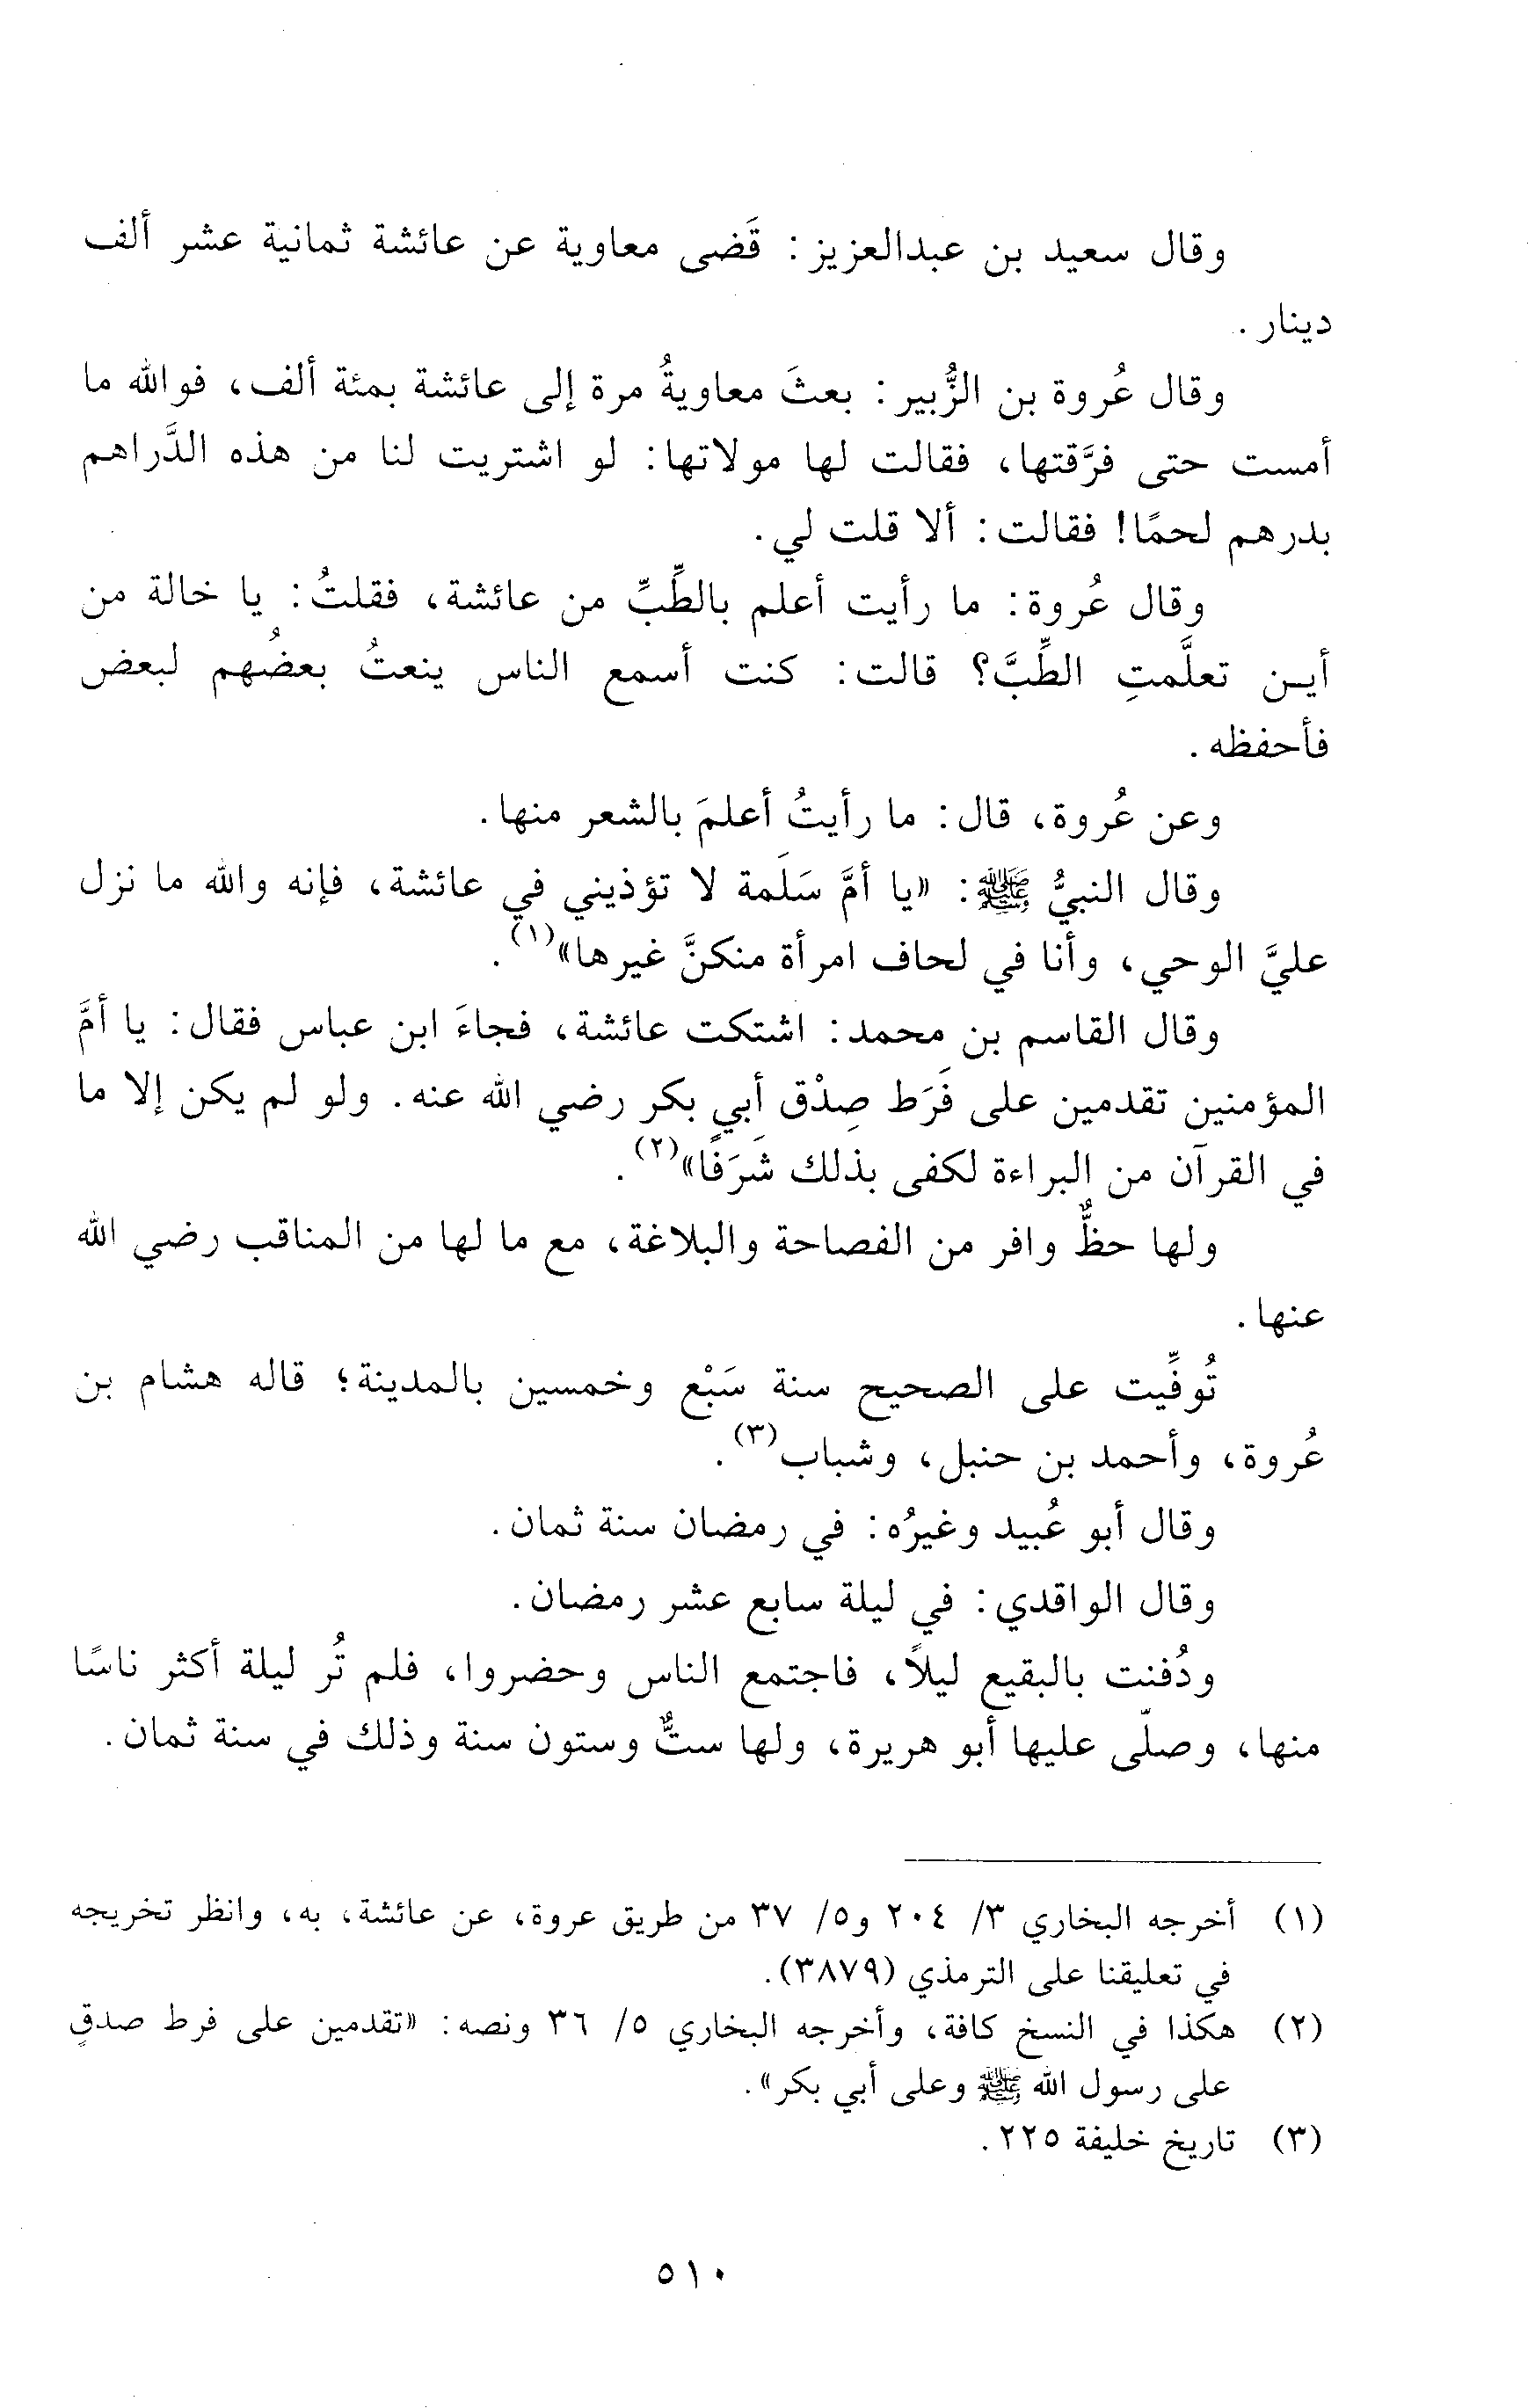 وقال سعيد بن عبدالعزيز: قَضى معاوية عن عائشة ثمانية عشر ألف
دينار.
وقال عُروة بن الزُّبير: بعثَ معاويةُ مرة إلى عائشة بمئة ألف، فوالله ما
أمست حتى فرَّقتها، فقالت لها مولاتها: لو اشتريت لنا من هذه الدَّراهم
بدرهم لحمًا! فقالت: ألا قلت لي.
وقال عُروة: ما رأيت أعلم بالطِّبِّ من عائشة، فقلتُ: يا خالة من
أيـن تعلَّمتِ الطِّبَّ؟ قالت: كنت أسمع الناس ينعتُ بعضُهم لبعض
فأحفظه.
وعن عُروة، قال: ما رأيتُ أعلمَ بالشعر منها.
وقال النبيُّ ﷺ: «يا أمَّ سَلَمة لا تؤذيني في عائشة، فإنه والله ما نزل
عليَّ الوحي، وأنا في لحاف امرأة منكنَّ غيرها»(١).
وقال القاسم بن محمد: اشتكت عائشة، فجاءَ ابن عباس فقال: يا أمَّ
المؤمنين تقدمين على فَرَط صِدْق أبي بكر رضي الله عنه. ولو لم يكن إلا ما
في القرآن من البراءة لكفى بذلك شَرَفًا»(٢).
ولها حظٌّ وافر من الفصاحة والبلاغة، مع ما لها من المناقب رضي الله
عنها.
تُوفِّيت على الصحيح سنة سَبْع وخمسين بالمدينة؛ قاله هشام بن
عُروة، وأحمد بن حنبل، وشباب(٣).
وقال أبو عُبيد وغيرُه: في رمضان سنة ثمان.
وقال الواقدي: في ليلة سابع عشر رمضان.
ودُفنت بالبقيع ليلاً، فاجتمع الناس وحضروا، فلم تُر ليلة أكثر ناسًا
منها، وصلّى عليها أبو هريرة، ولها ستٌّ وستون سنة وذلك في سنة ثمان.
(١) أخرجه البخاري ٣/ ٢٠٤ و٥/ ٣٧ من طريق عروة، عن عائشة، به، وانظر تخريجه
في تعليقنا على الترمذي (٣٨٧٩).
(٢) هكذا في النسخ كافة، وأخرجه البخاري ٥/ ٣٦ ونصه: «تقدمين على فرط صدقٍ
على رسول الله ﷺ وعلى أبي بكر».
(٣) تاريخ خليفة ٢٢٥.
٥١٠